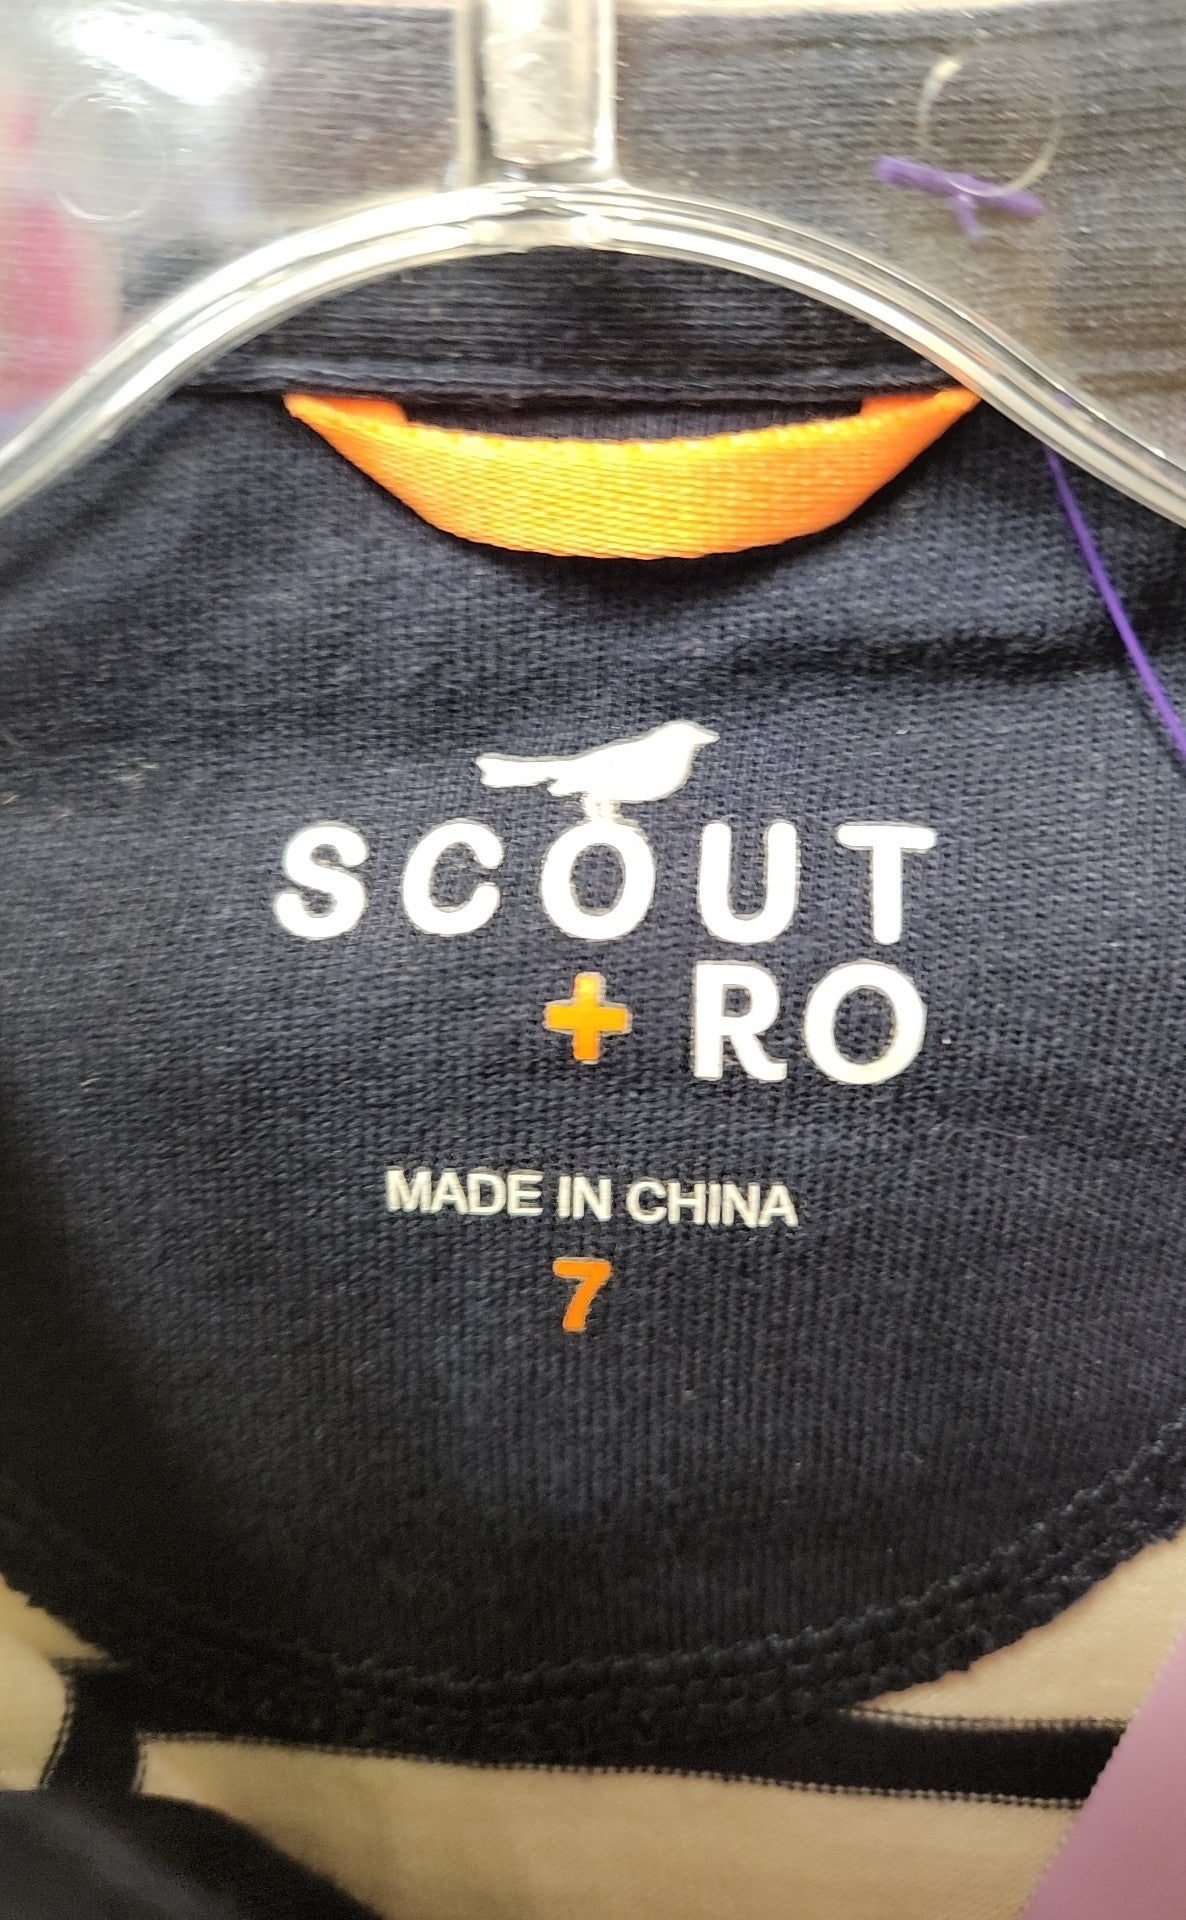 SCOUT
+ RO
MADE IN CHINA
7